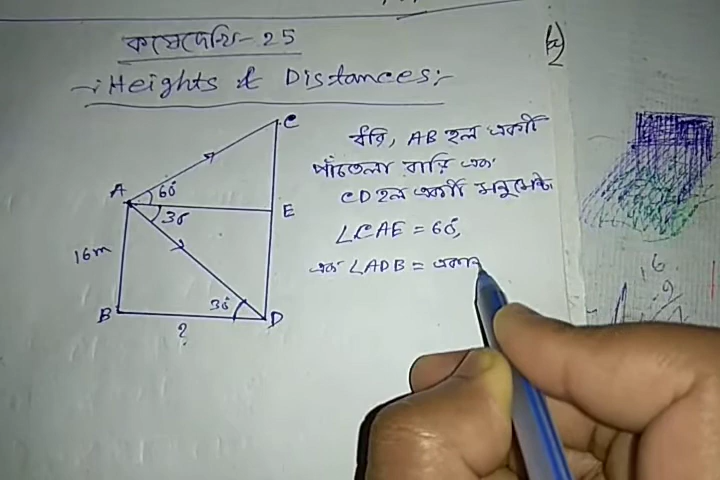 কষেদেখি - 25
Heights & Distances:-
ধরি, AB হল একটী
পাঁচতলা বাড়ি এবং
CD হল একটী মনুমেন্ট
∠CAE = 60°,
এবং ∠ADB = একান
C
A
60°
30°
E
16m
B
30°
D
?